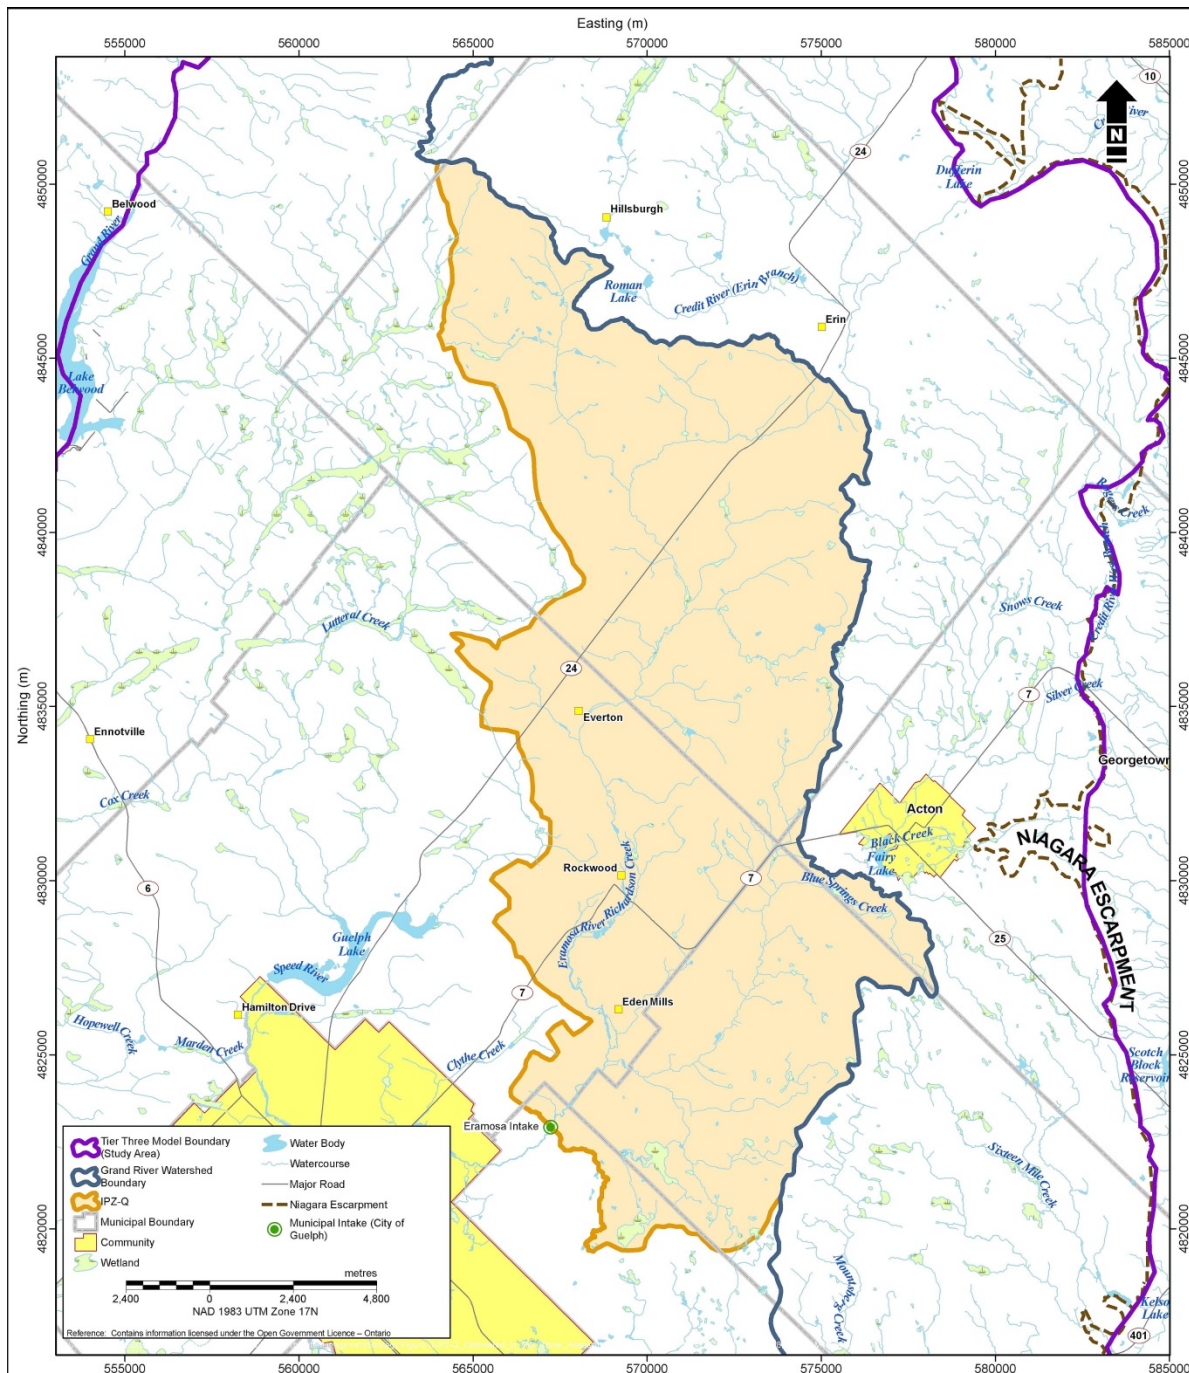 Easting (m)
555000
560000
565000
570000
575000
580000
585000
10
24
N
Credit River
Dufferin
Lake
4850000
4850000
Belwood
Grand River
Hillsburgh
Roman
Lake
Credit River (Erin Branch)
Erin
4845000
4845000
Lake
Belwood
4840000
4840000
Rogers Creek
Credit River
Snows Creek
Lutteral Creek
24
7
Silver Creek
4835000
4835000
Northing (m)
Everton
Ennotville
Georgetown
Cox Creek
Acton
Black Creek
Fairy
Lake
NIAGARA ESCARPMENT
4830000
4830000
Rockwood
7
6
Blue Springs Creek
Eramosa River Richardson Creek
25
Guelph
Lake
Speed River
7
Hamilton Drive
Eden Mills
Hopewell Creek
Marden Creek
Clythe Creek
4825000
4825000
Scotch
Block
Reservoir
Eramosa Intake
Sixteen Mile Creek
4820000
4820000
Mountsberg Creek
Kelso
Lake
401
Tier Three Model Boundary
(Study Area)
Grand River Watershed
Boundary
IPZ-Q
Municipal Boundary
Community
Wetland
Water Body
Watercourse
Major Road
Niagara Escarpment
Municipal Intake (City of
Guelph)
metres
2,400
0
2,400
4,800
NAD 1983 UTM Zone 17N
Reference: Contains information licensed under the Open Government Licence – Ontario
555000
560000
565000
570000
575000
580000
585000